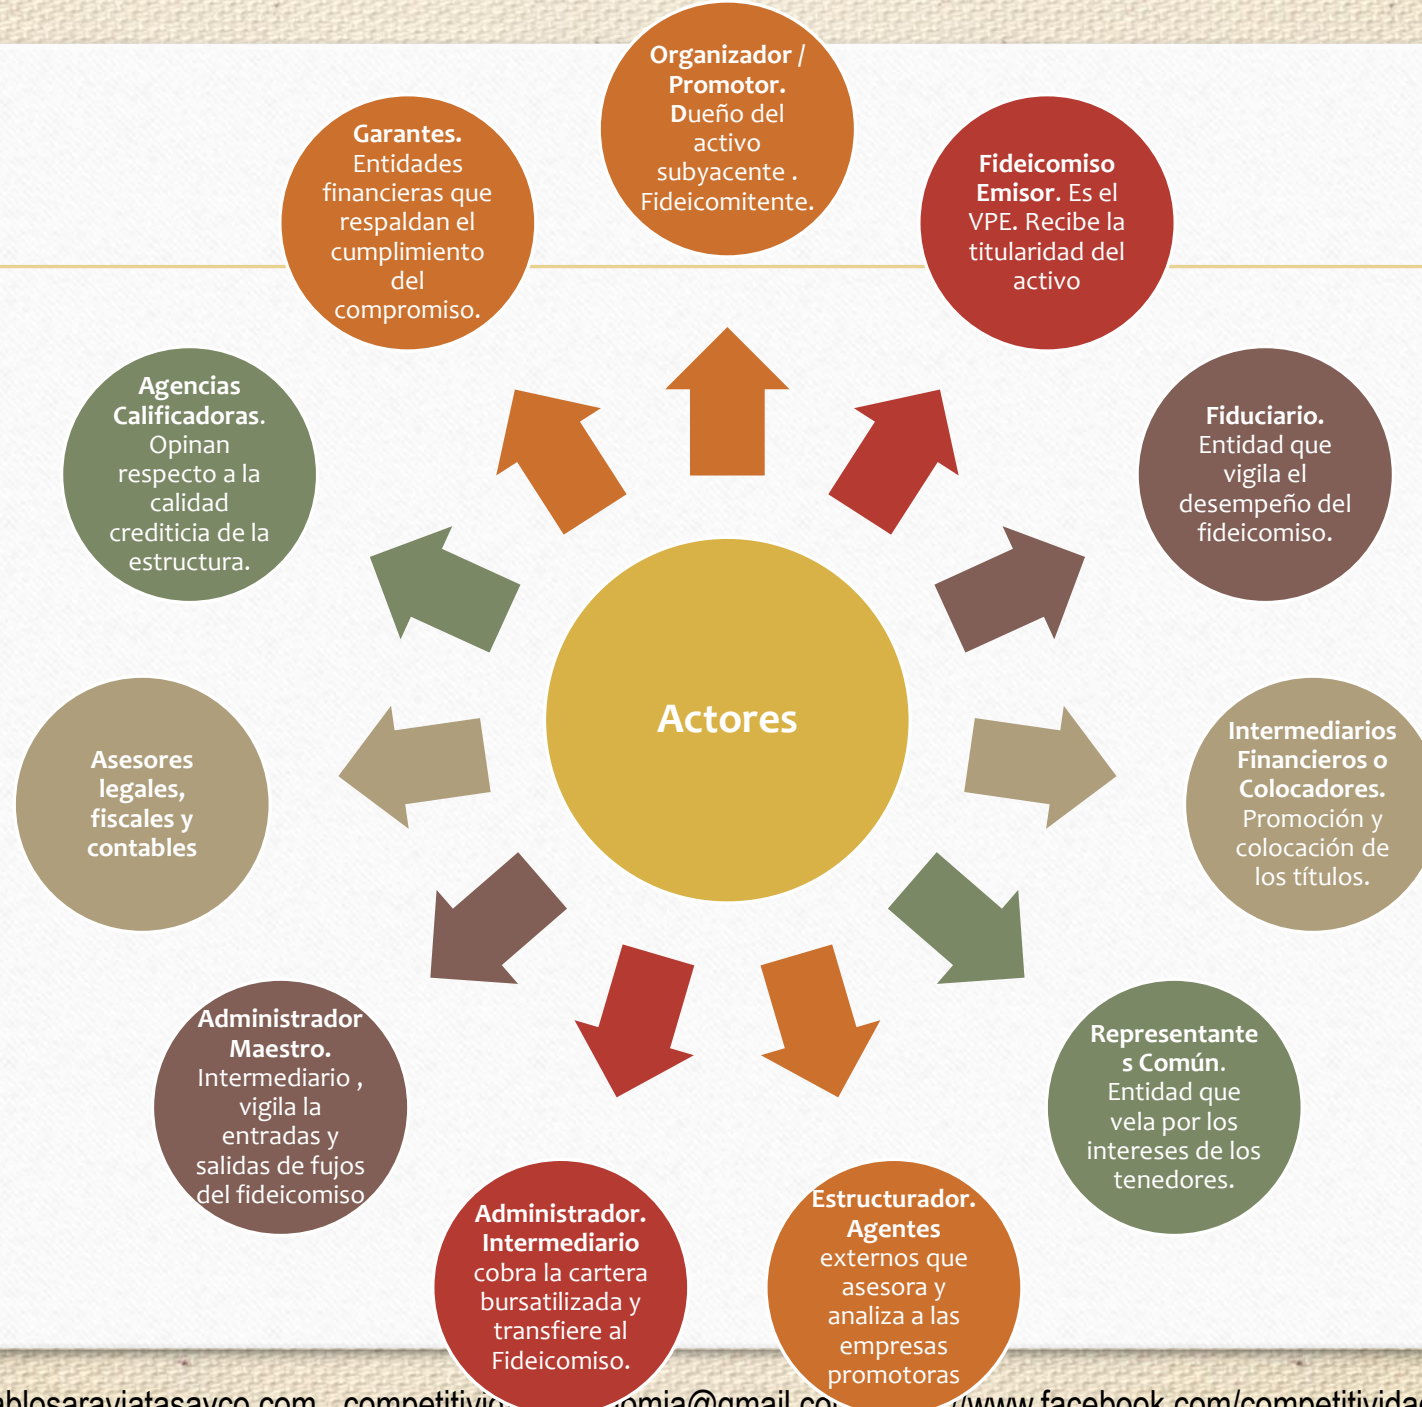 Organizador /
Promotor.
Dueño del
activo
subyacente .
Fideicomitente.
Fideicomiso
Emisor. Es el
VPE. Recibe la
titularidad del
activo
Fiduciario.
Entidad que
vigila el
desempeño del
fideicomiso.
Intermediarios
Financieros o
Colocadores.
Promoción y
colocación de
los títulos.
Representante
s Común.
Entidad que
vela por los
intereses de los
tenedores.
Estructurador.
Agentes
externos que
asesora y
analiza a las
empresas
promotoras
Administrador.
Intermediario
cobra la cartera
bursatilizada y
transfiere al
Fideicomiso.
Administrador
Maestro.
Intermediario ,
vigila la
entradas y
salidas de fujos
del fideicomiso
Asesores
legales,
fiscales y
contables
Agencias
Calificadoras.
Opinan
respecto a la
calidad
crediticia de la
estructura.
Garantes.
Entidades
financieras que
respaldan el
cumplimiento
del
compromiso.
Actores